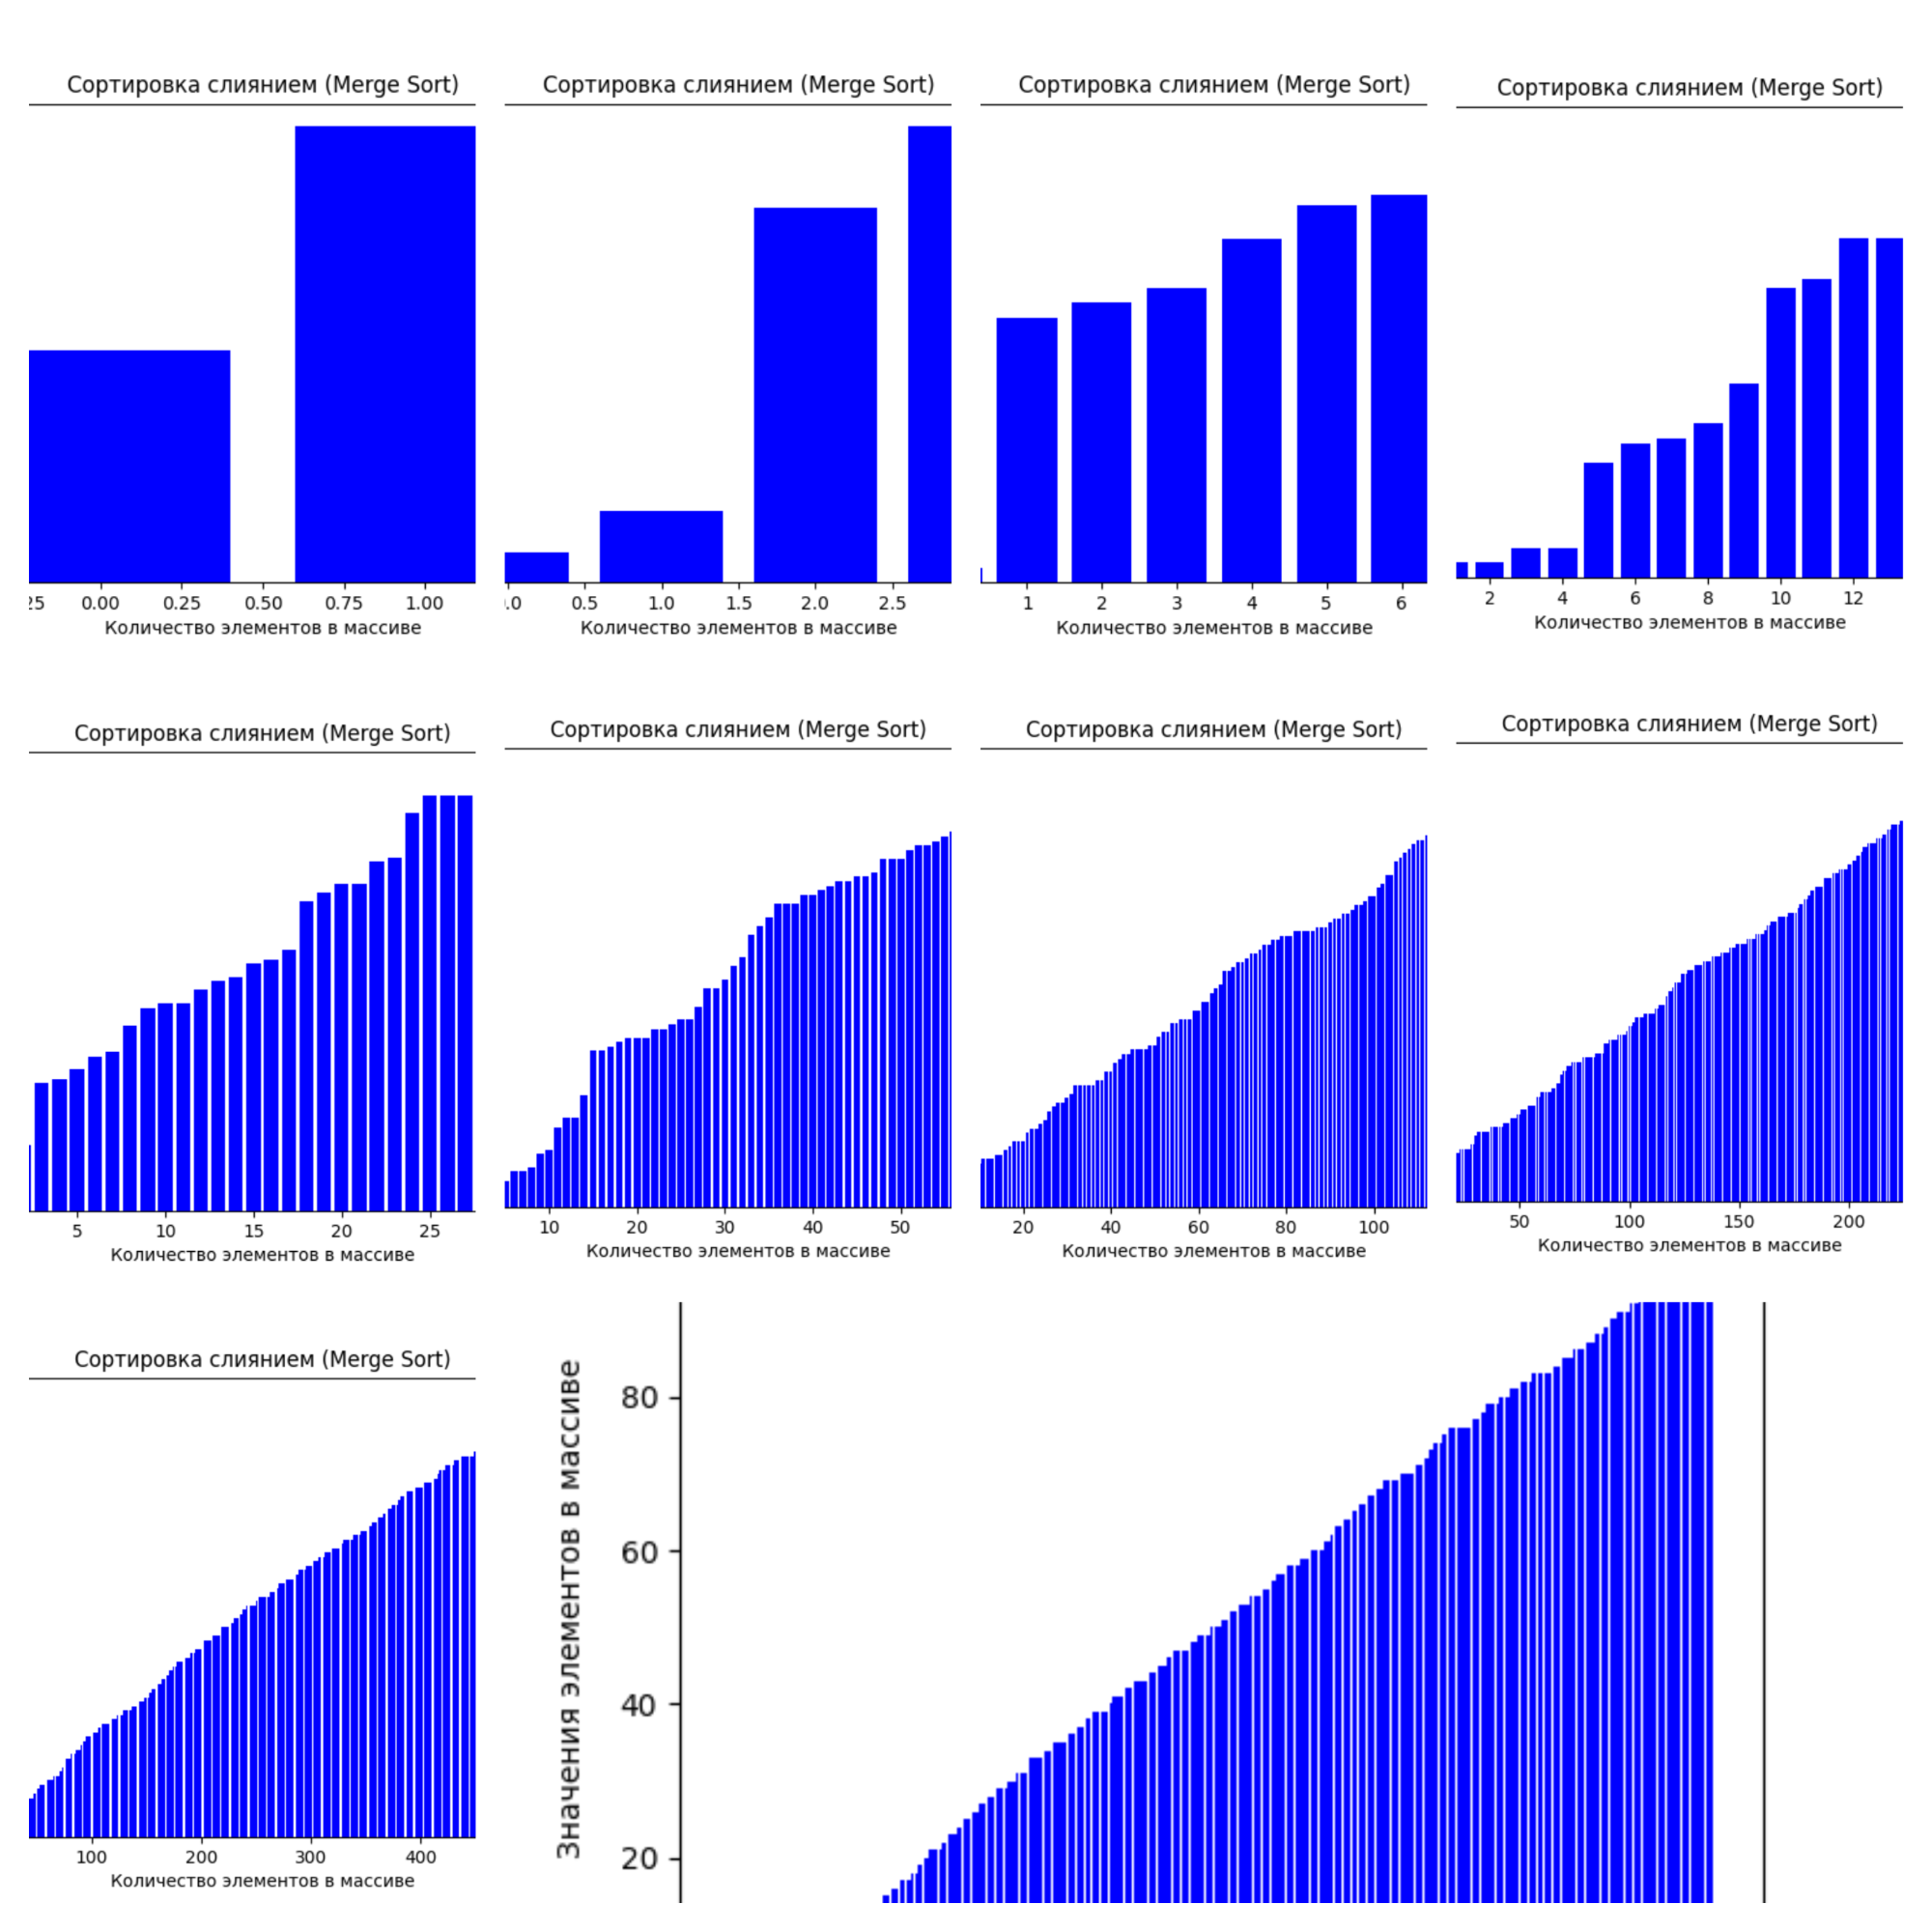 Сортировка слиянием (Merge Sort)
25 0.00 0.25 0.50 0.75 1.00
Количество элементов в массиве
Сортировка слиянием (Merge Sort)
.0 0.5 1.0 1.5 2.0 2.5
Количество элементов в массиве
Сортировка слиянием (Merge Sort)
1 2 3 4 5 6
Количество элементов в массиве
Сортировка слиянием (Merge Sort)
2 4 6 8 10 12
Количество элементов в массиве
Сортировка слиянием (Merge Sort)
5 10 15 20 25
Количество элементов в массиве
Сортировка слиянием (Merge Sort)
10 20 30 40 50
Количество элементов в массиве
Сортировка слиянием (Merge Sort)
20 40 60 80 100
Количество элементов в массиве
Сортировка слиянием (Merge Sort)
50 100 150 200
Количество элементов в массиве
Сортировка слиянием (Merge Sort)
100 200 300 400
Количество элементов в массиве
Значения элементов в массиве
80
60
40
20